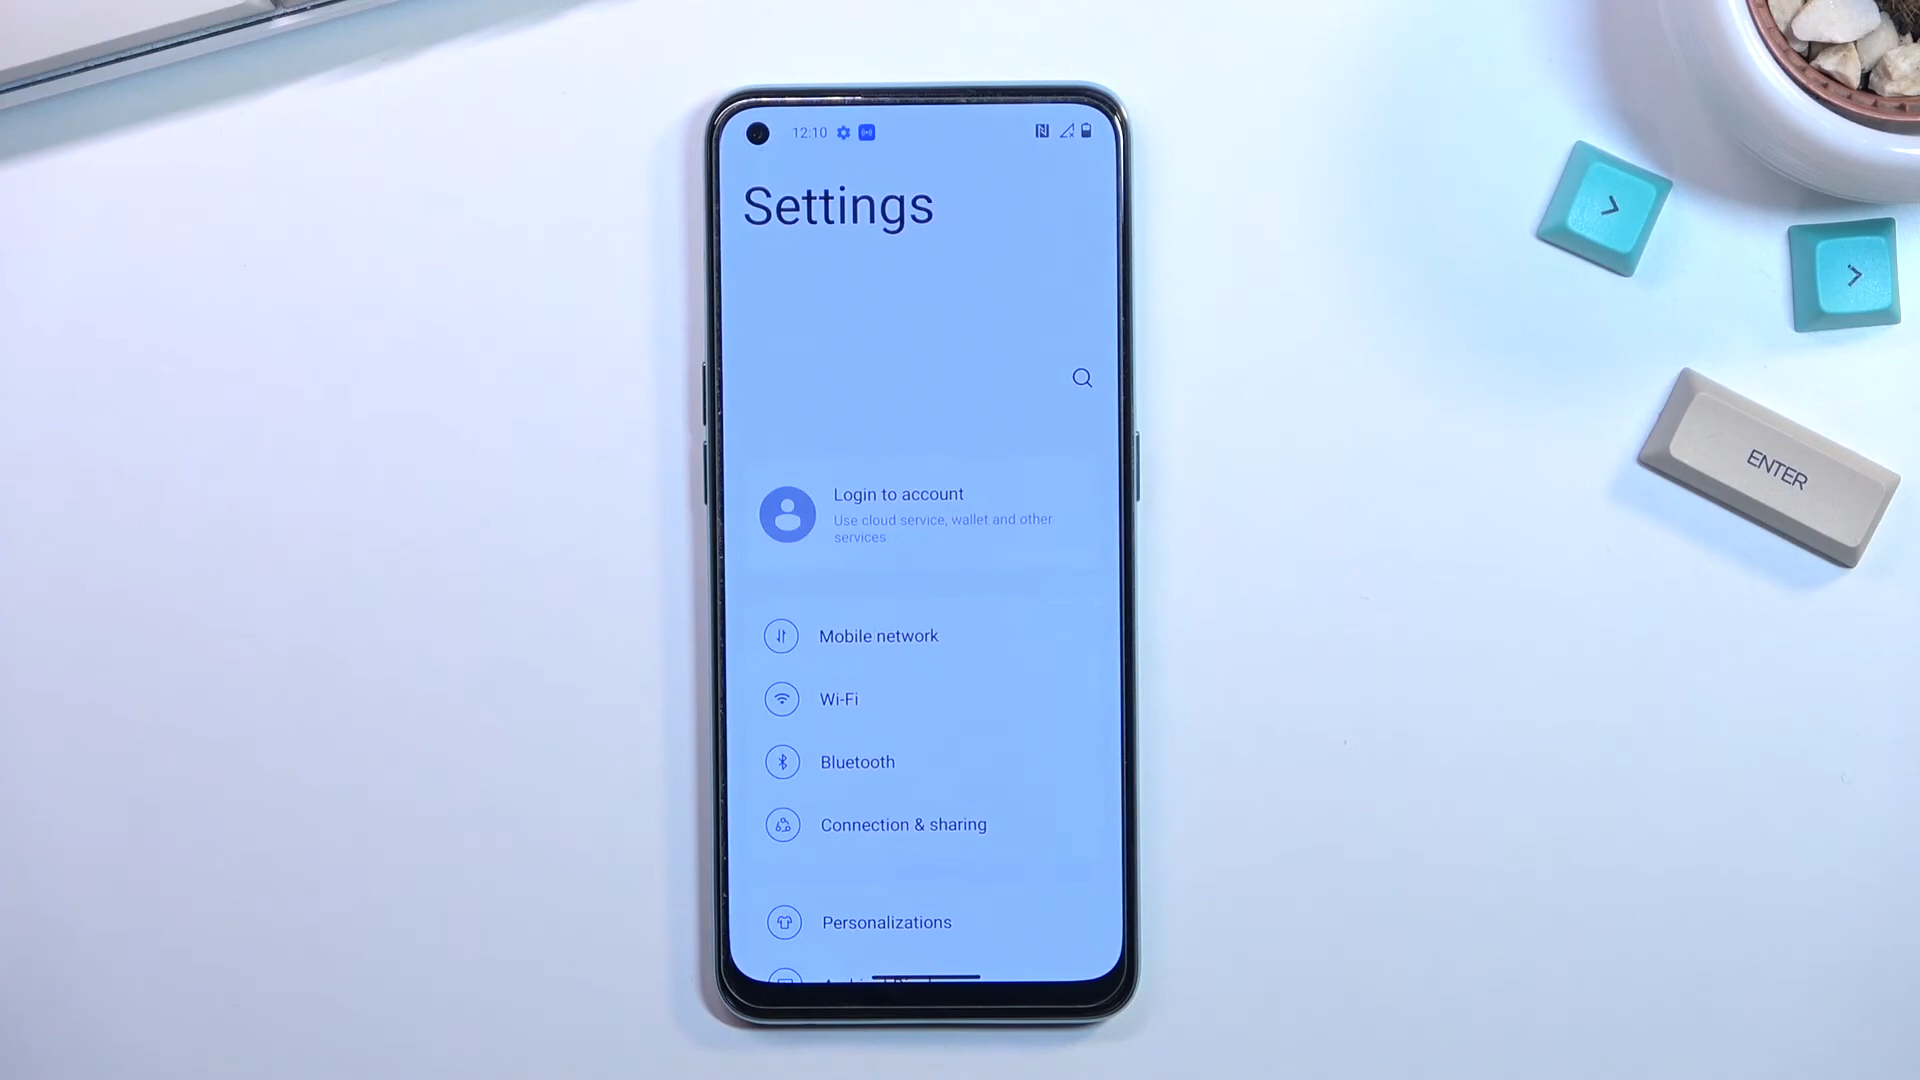 12:10
Settings
Login to account
Use cloud service, wallet and other
services
Mobile network
Wi-Fi
Bluetooth
Connection & sharing
Personalizations
>
>
ENTER